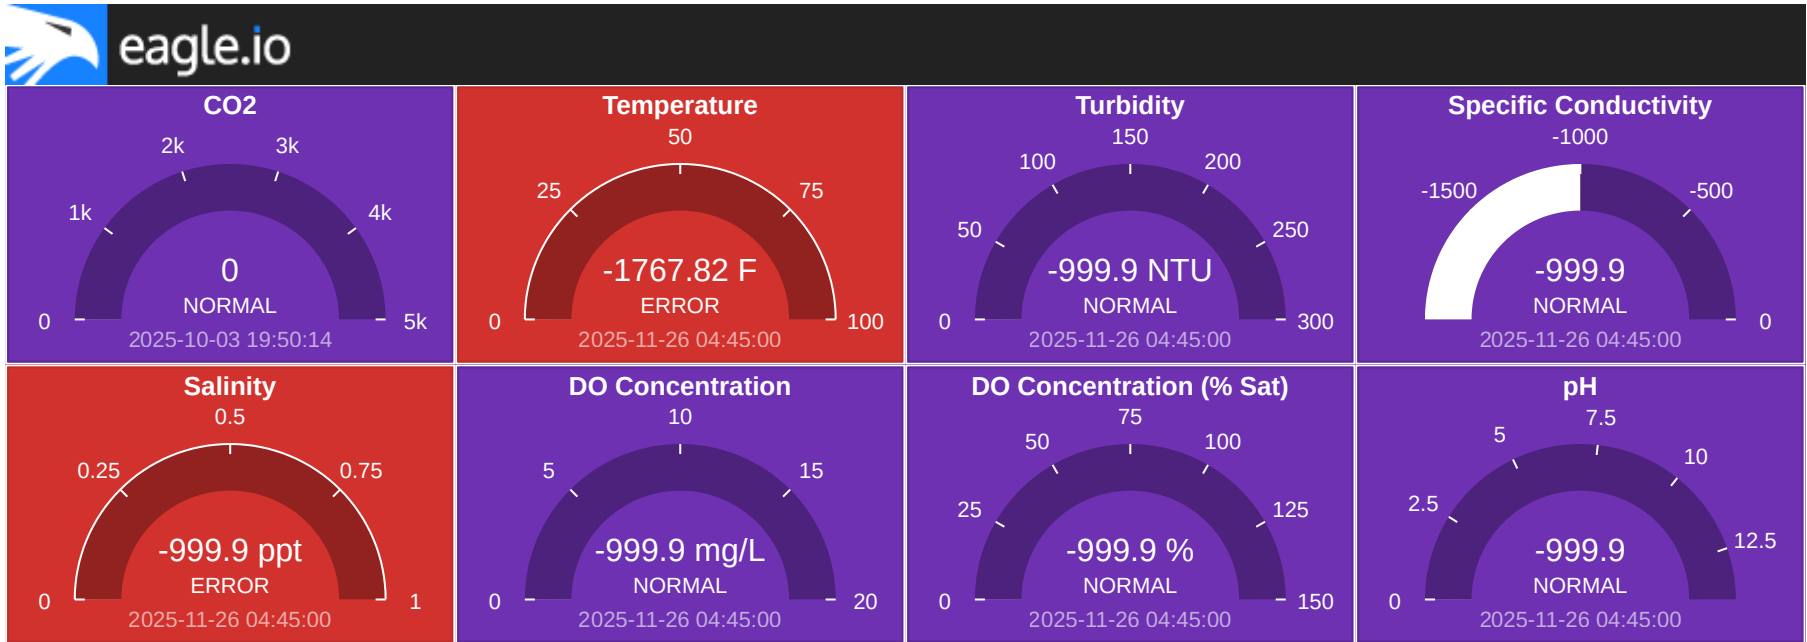 eagle.io
CO2
0
1k
2k
3k
4k
5k
0
NORMAL
2025-10-03 19:50:14
Temperature
0
25
50
75
100
-1767.82 F
ERROR
2025-11-26 04:45:00
Turbidity
0
50
100
150
200
250
300
-999.9 NTU
NORMAL
2025-11-26 04:45:00
Specific Conductivity
-1500
-1000
-500
0
-999.9
NORMAL
2025-11-26 04:45:00
Salinity
0
0.25
0.5
0.75
1
-999.9 ppt
ERROR
2025-11-26 04:45:00
DO Concentration
0
5
10
15
20
-999.9 mg/L
NORMAL
2025-11-26 04:45:00
DO Concentration (% Sat)
0
25
50
75
100
125
150
-999.9 %
NORMAL
2025-11-26 04:45:00
pH
0
2.5
5
7.5
10
12.5
-999.9
NORMAL
2025-11-26 04:45:00